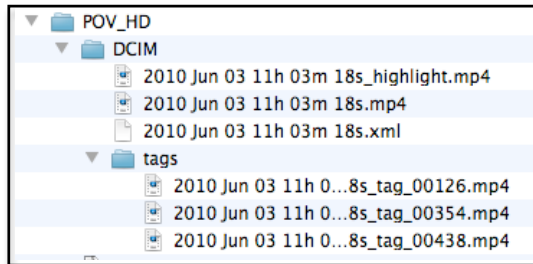 POV_HD
DCIM
2010 Jun 03 11h 03m 18s_highlight.mp4
2010 Jun 03 11h 03m 18s.mp4
2010 Jun 03 11h 03m 18s.xml
tags
2010 Jun 03 11h 0...8s_tag_00126.mp4
2010 Jun 03 11h 0...8s_tag_00354.mp4
2010 Jun 03 11h 0...8s_tag_00438.mp4